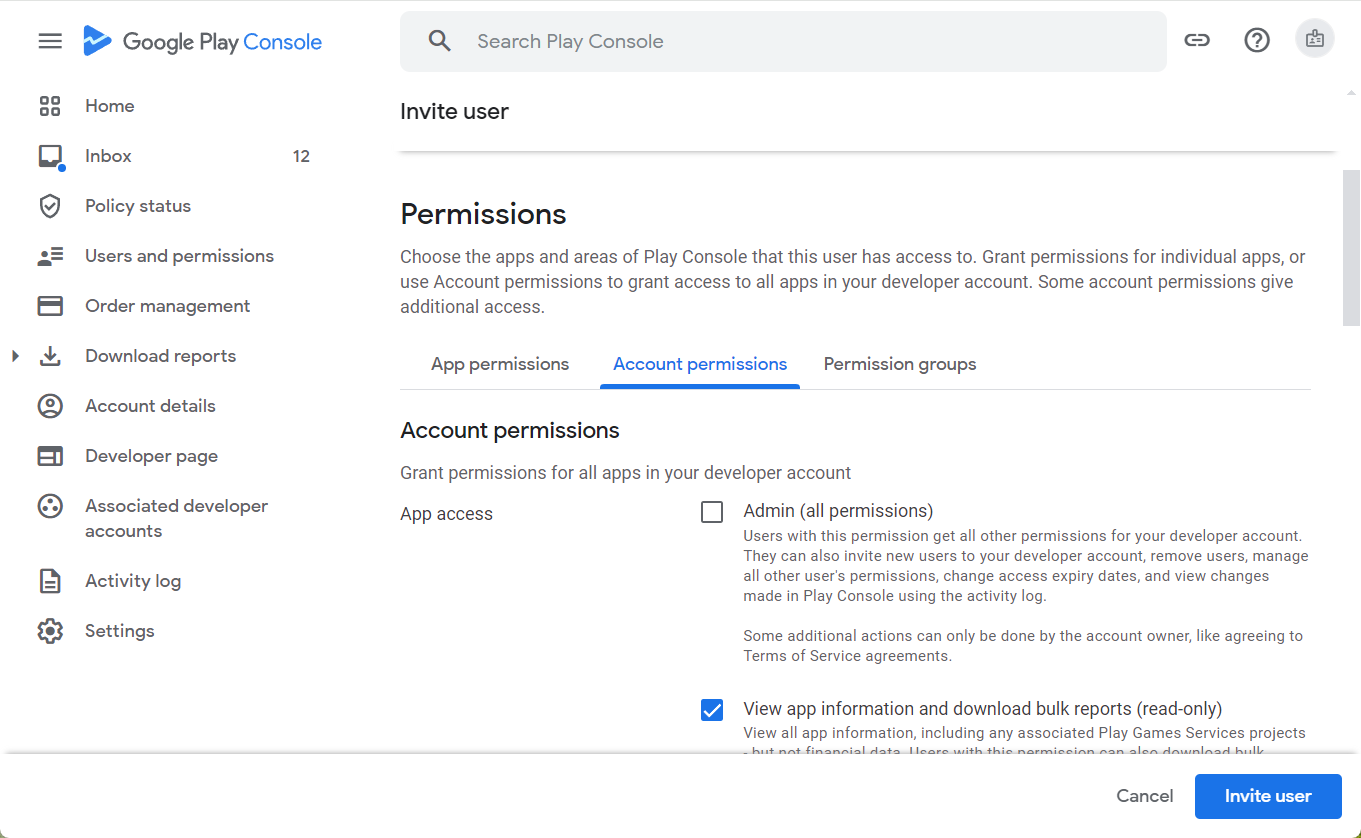 Google Play Console
Search Play Console
Home
Inbox 12
Policy status
Users and permissions
Order management
Download reports
Account details
Developer page
Associated developer
accounts
Activity log
Settings
Invite user
Permissions
Choose the apps and areas of Play Console that this user has access to. Grant permissions for individual apps, or
use Account permissions to grant access to all apps in your developer account. Some account permissions give
additional access.
App permissions Account permissions Permission groups
Account permissions
Grant permissions for all apps in your developer account
App access
Admin (all permissions)
Users with this permission get all other permissions for your developer account.
They can also invite new users to your developer account, remove users, manage
all other user's permissions, change access expiry dates, and view changes
made in Play Console using the activity log.
Some additional actions can only be done by the account owner, like agreeing to
Terms of Service agreements.
View app information and download bulk reports (read-only)
View all app information, including any associated Play Games Services projects
- but not financial data. Users with this permission can also download bulk
Cancel Invite user